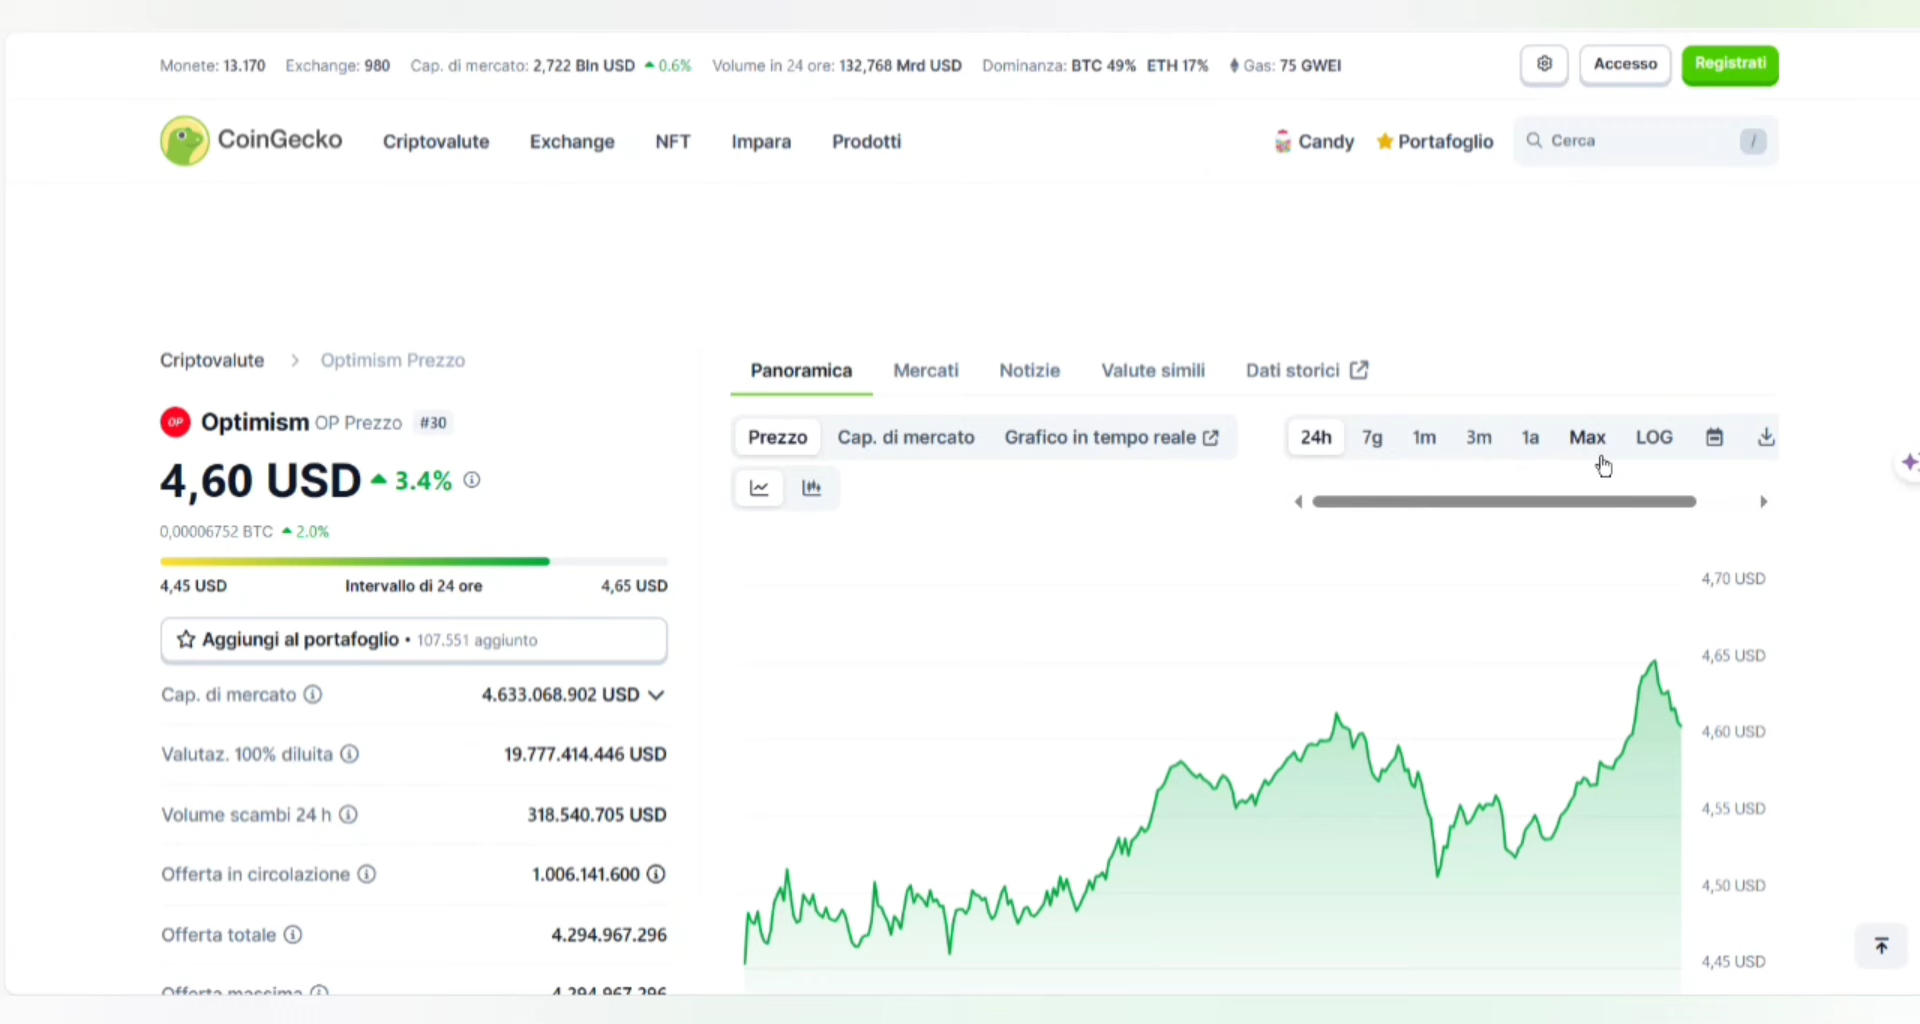 Monete: 13.170 Exchange: 980 Cap. di mercato: 2,722 Bln USD 0.6% Volume in 24 ore: 132,768 Mrd USD Dominanza: BTC 49% ETH 17% Gas: 75 GWEI
Accesso Registrati
CoinGecko Criptovalute Exchange NFT Impara Prodotti Candy Portafoglio Cerca /
Criptovalute > Optimism Prezzo
OP Optimism OP Prezzo #30
4,60 USD 3.4%
0,00006752 BTC 2.0%
4,45 USD Intervallo di 24 ore 4,65 USD
Aggiungi al portafoglio • 107.551 aggiunto
Cap. di mercato 4.633.068.902 USD
Valutaz. 100% diluita 19.777.414.446 USD
Volume scambi 24 h 318.540.705 USD
Offerta in circolazione 1.006.141.600
Offerta totale 4.294.967.296
Offerta massima 4.294.967.296
Panoramica Mercati Notizie Valute simili Dati storici
Prezzo Cap. di mercato Grafico in tempo reale
24h 7g 1m 3m 1a Max LOG
4,70 USD
4,65 USD
4,60 USD
4,55 USD
4,50 USD
4,45 USD